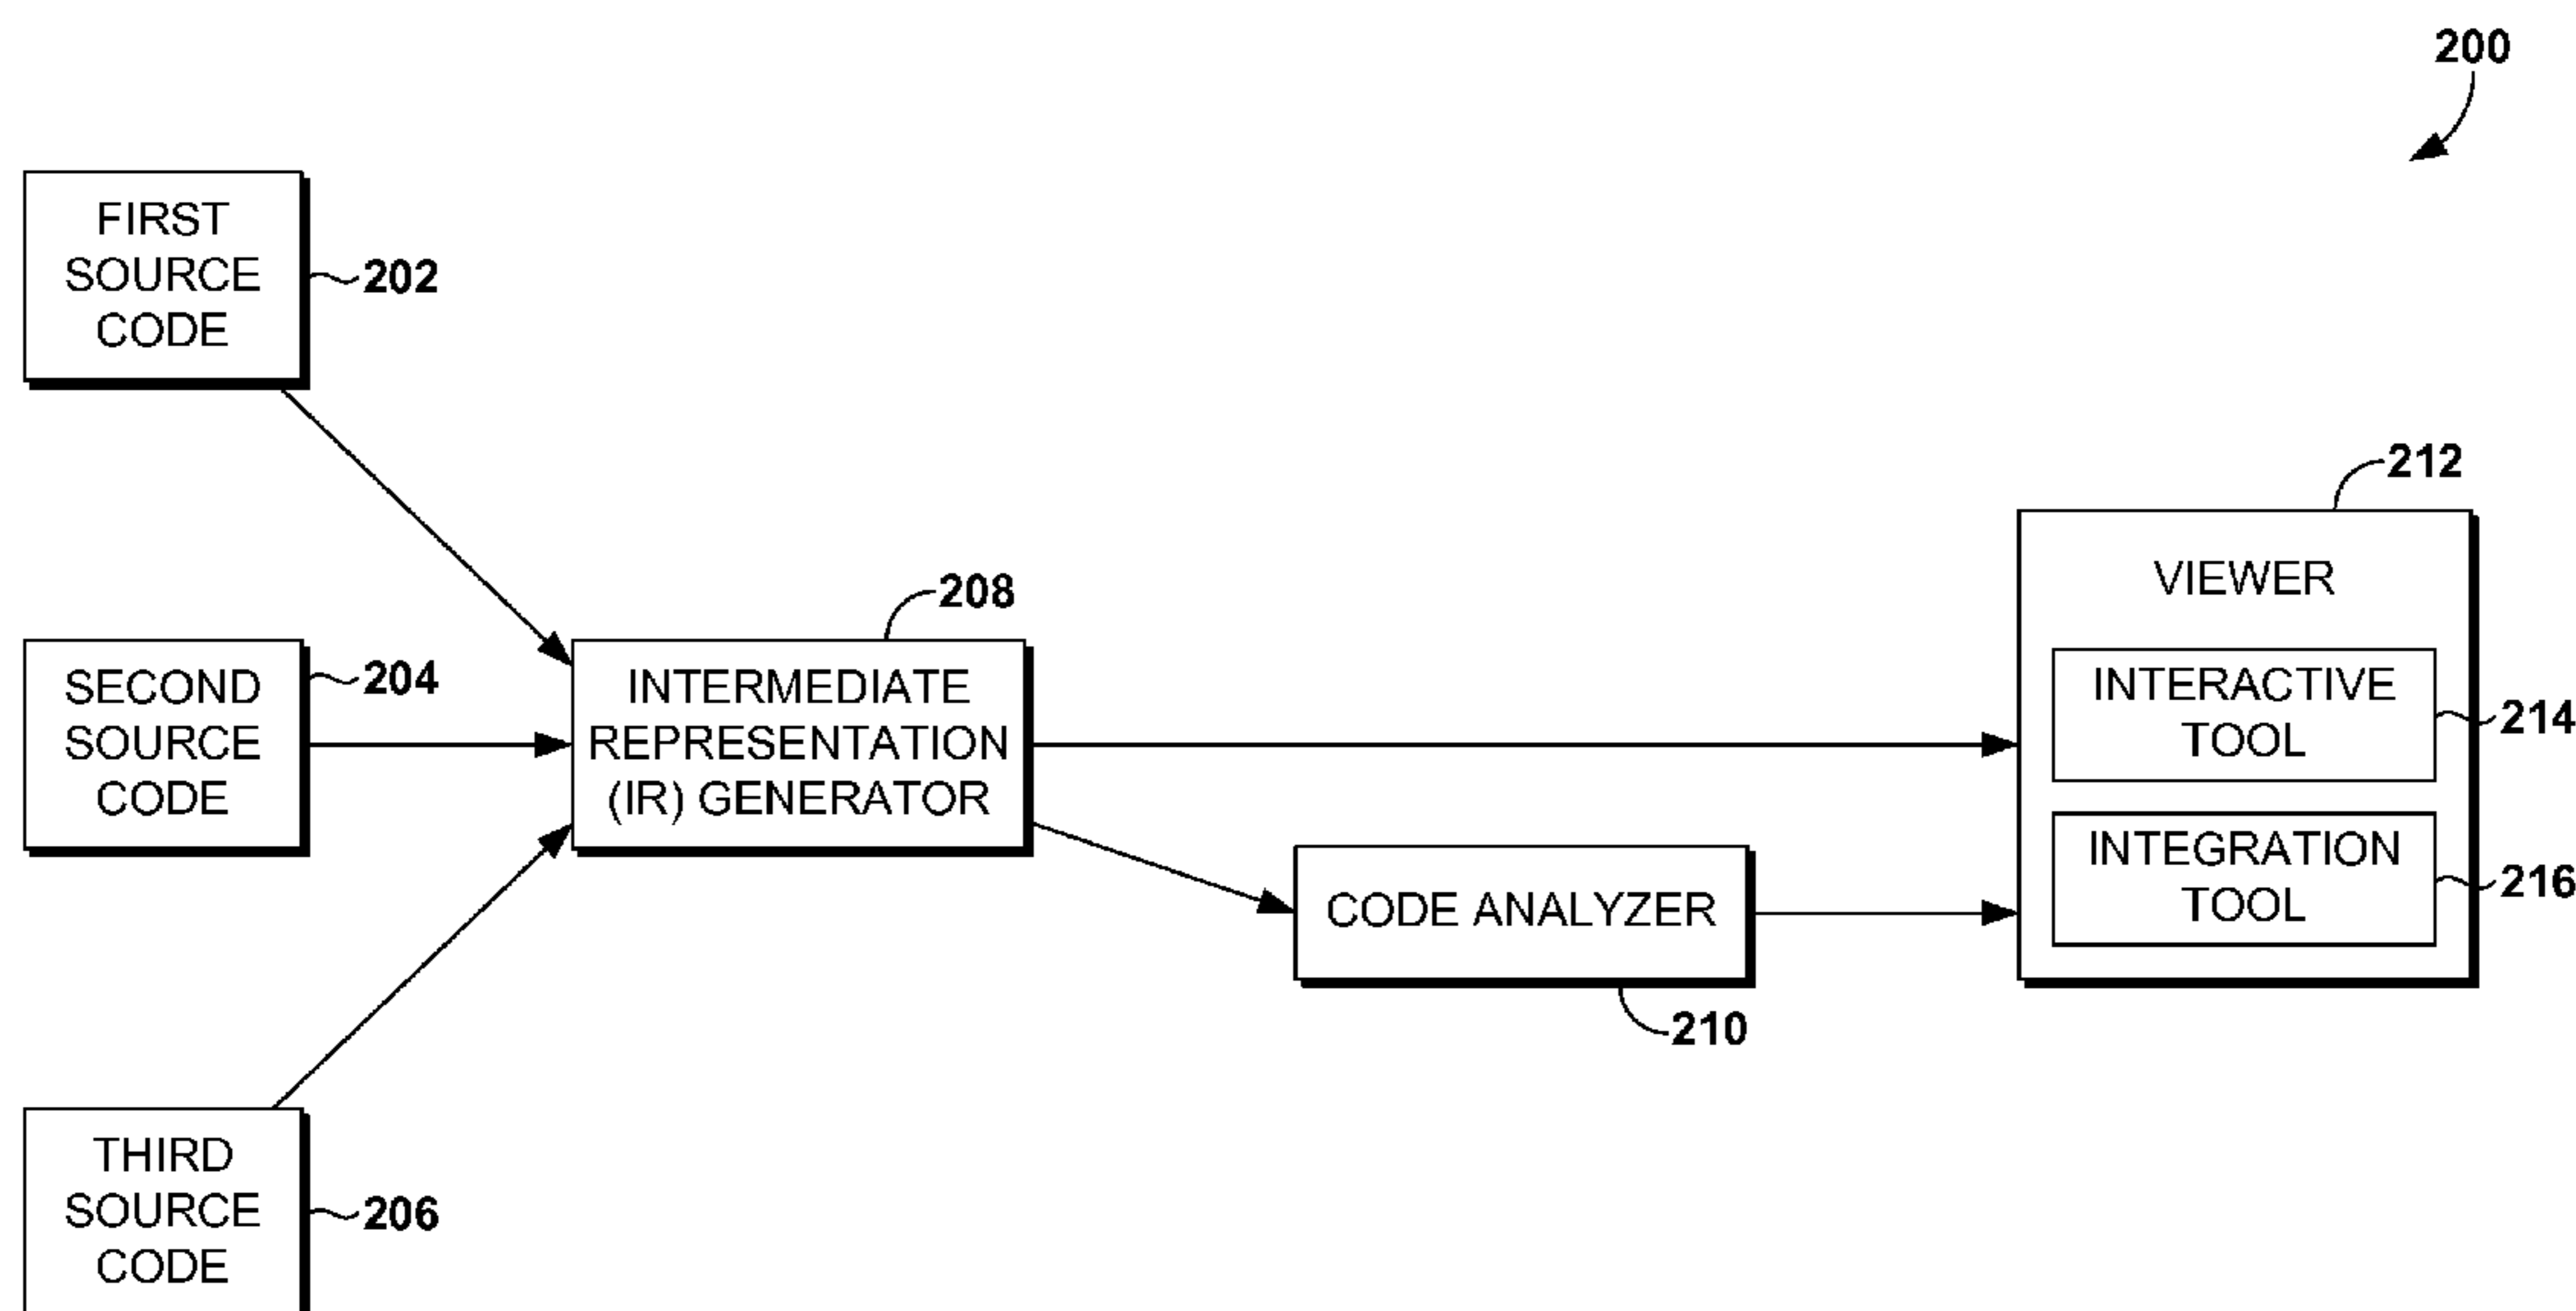 200
FIRST
SOURCE
CODE
202
212
VIEWER
208
SECOND
SOURCE
CODE
204
INTERMEDIATE
REPRESENTATION
(IR) GENERATOR
INTERACTIVE
TOOL
214
INTEGRATION
TOOL
216
CODE ANALYZER
210
THIRD
SOURCE
CODE
206